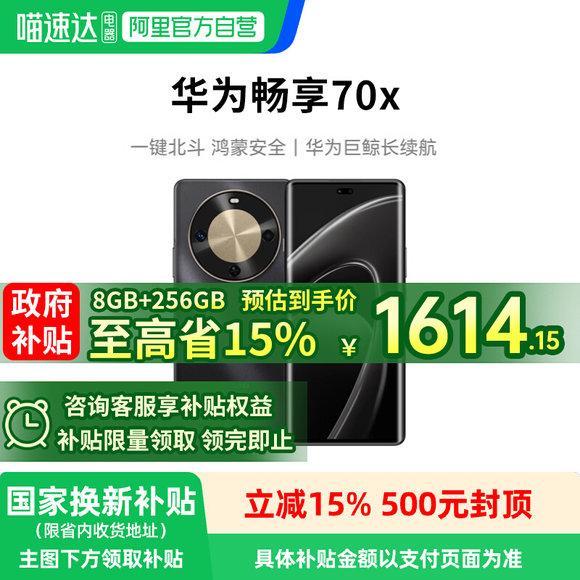 喵速达电器 阿里官方自营
华为畅享70x
一键北斗 鸿蒙安全 | 华为巨鲸长续航
政府补贴
8GB+256GB 预估到手价
至高省15% ¥1614.15
咨询客服享补贴权益
补贴限量领取 领完即止
国家换新补贴
(限省内收货地址)
主图下方领取补贴
立减15% 500元封顶
具体补贴金额以支付页面为准